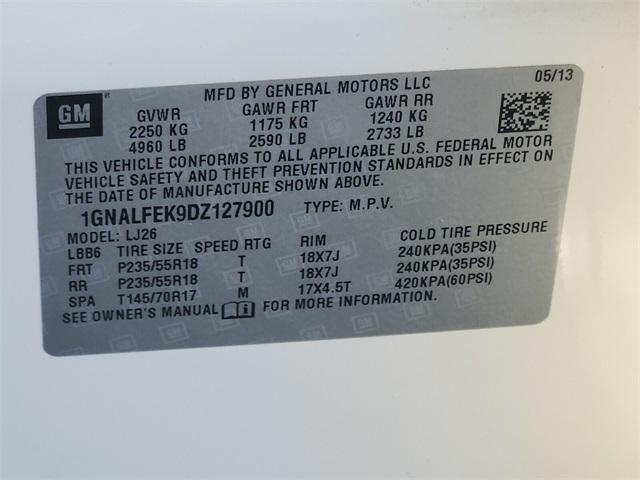 MFD BY GENERAL MOTORS LLC 05/13
GM
GVWR GAWR FRT GAWR RR
2250 KG 1175 KG 1240 KG
4960 LB 2590 LB 2733 LB
THIS VEHICLE CONFORMS TO ALL APPLICABLE U.S. FEDERAL MOTOR
VEHICLE SAFETY AND THEFT PREVENTION STANDARDS IN EFFECT ON
THE DATE OF MANUFACTURE SHOWN ABOVE.
1GNALFEK9DZ127900 TYPE: M.P.V.
MODEL: LJ26
LBB6 TIRE SIZE SPEED RTG RIM COLD TIRE PRESSURE
FRT P235/55R18 T 18X7J 240KPA(35PSI)
RR P235/55R18 T 18X7J 240KPA(35PSI)
SPA T145/70R17 M 17X4.5T 420KPA(60PSI)
SEE OWNER'S MANUAL FOR MORE INFORMATION.